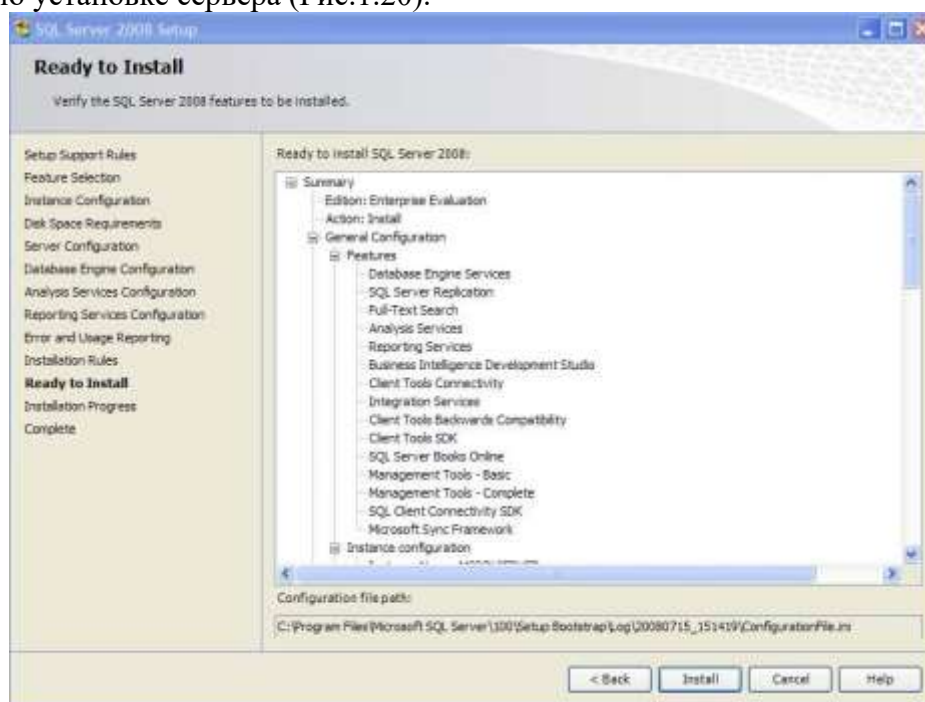 по установке сервера (Рис.1.20).
SQL Server 2008 Setup
Ready to Install
Verify the SQL Server 2008 features to be installed.
Setup Support Rules
Feature Selection
Instance Configuration
Disk Space Requirements
Server Configuration
Database Engine Configuration
Analysis Services Configuration
Reporting Services Configuration
Error and Usage Reporting
Installation Rules
Ready to Install
Installation Progress
Complete
Ready to install SQL Server 2008:
Summary
Edition: Enterprise Evaluation
Action: Install
General Configuration
Features
Database Engine Services
SQL Server Replication
Full-Text Search
Analysis Services
Reporting Services
Business Intelligence Development Studio
Client Tools Connectivity
Integration Services
Client Tools Backwards Compatibility
Client Tools SDK
SQL Server Books Online
Management Tools - Basic
Management Tools - Complete
SQL Client Connectivity SDK
Microsoft Sync Framework
Instance configuration
Configuration file path:
C:\Program Files\Microsoft SQL Server\100\Setup Bootstrap\Log\20080715_151419\ConfigurationFile.ini
< Back
Install
Cancel
Help